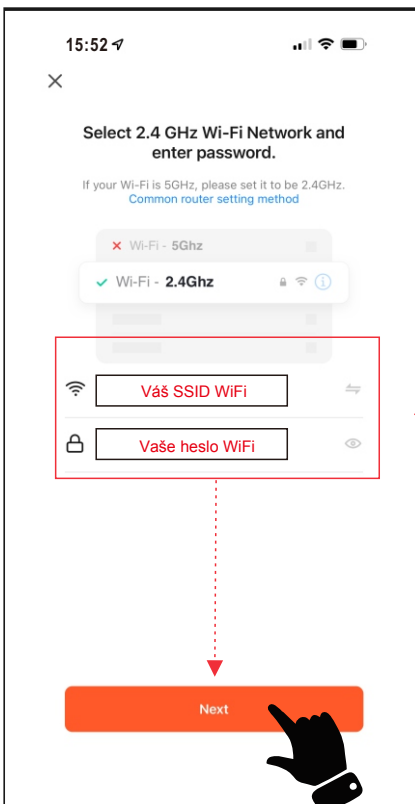 15:52
Select 2.4 GHz Wi-Fi Network and
enter password.
If your Wi-Fi is 5GHz, please set it to be 2.4GHz.
Common router setting method
Wi-Fi - 5Ghz
Wi-Fi - 2.4Ghz
Váš SSID WiFi
Vaše heslo WiFi
Next